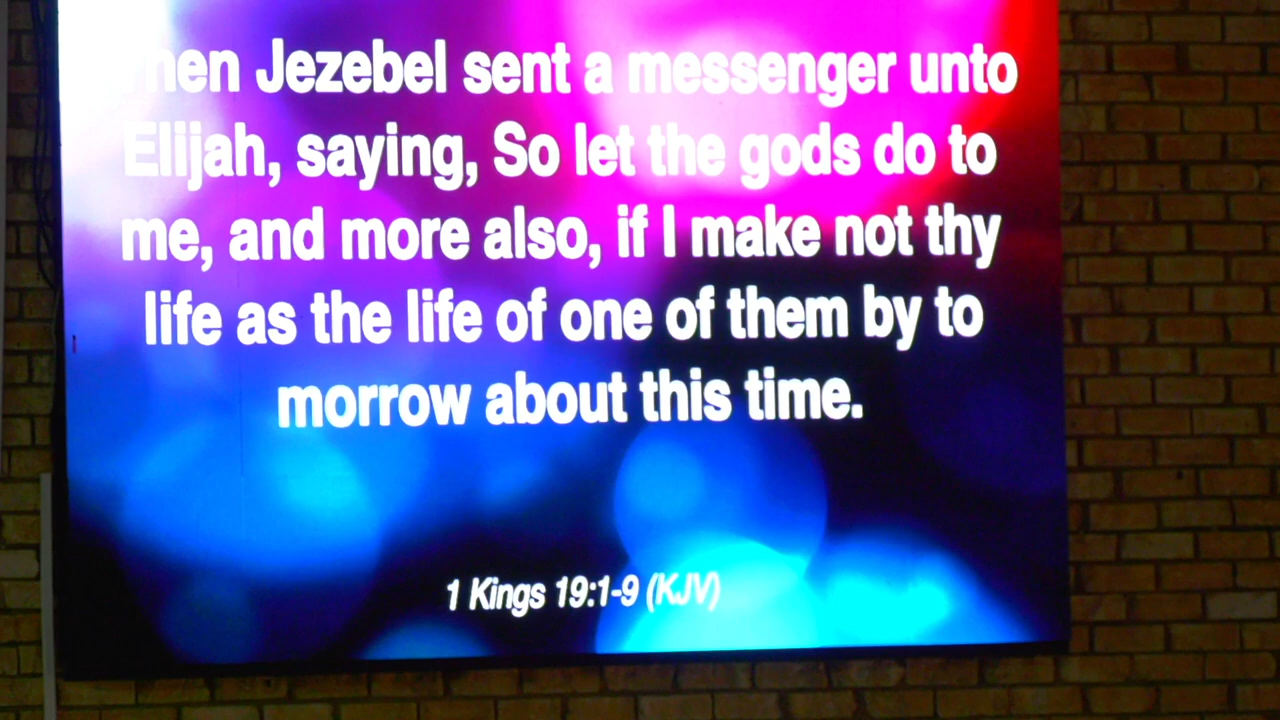 Then Jezebel sent a messenger unto
Elijah, saying, So let the gods do to
me, and more also, if I make not thy
life as the life of one of them by to
morrow about this time.
1 Kings 19:1-9 (KJV)